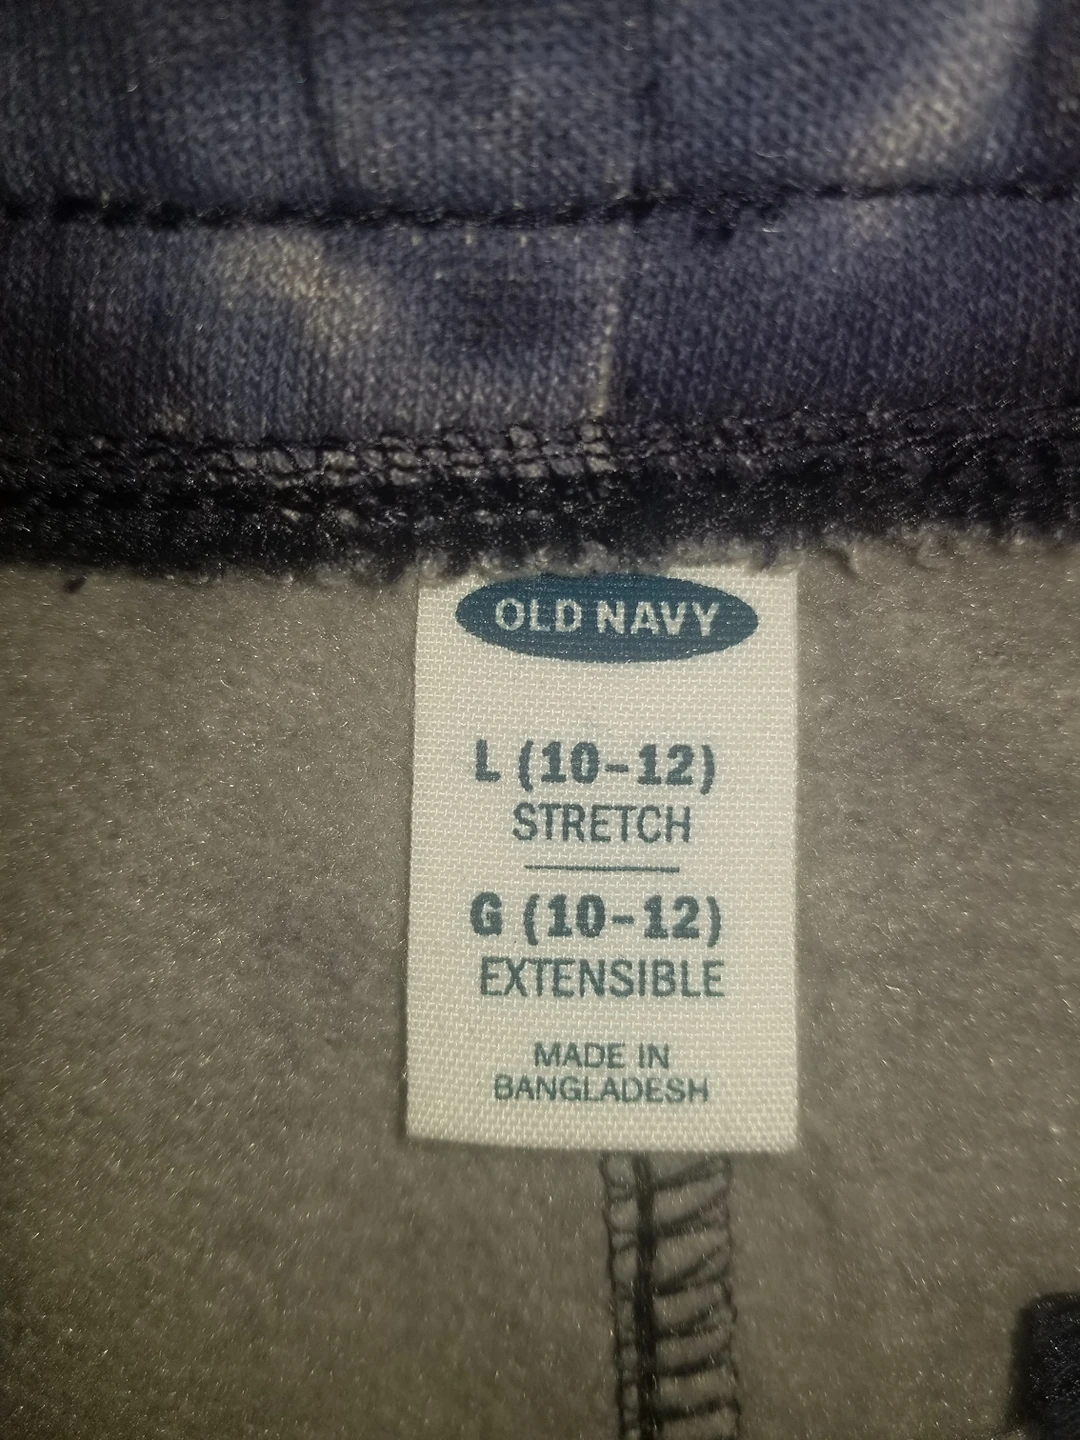 OLD NAVY
L (10-12)
STRETCH
G (10-12)
EXTENSIBLE
MADE IN
BANGLADESH